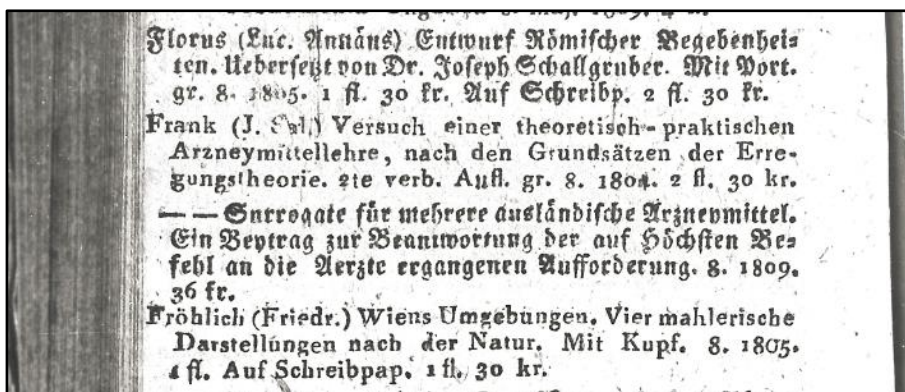 Florus (Luc. Annäns) Entwurf Römischer Begebenhei-
ten. Uebersetzt von Dr. Joseph Schallgruber. Mit Port.
gr. 8. 1805. 1 fl. 30 kr. Auf Schreibp. 2 fl. 30 kr.
Frank (J. Sal.) Versuch einer theoretisch-praktischen
Arzneymittellehre, nach den Grundsätzen der Erre-
gungstheorie. 2te verb. Aufl. gr. 8. 1804. 2 fl. 30 kr.
— — Surrogate für mehrere ausländische Arzneymittel.
Ein Beytrag zur Beantwortung der auf Höchsten Be-
fehl an die Aerzte ergangenen Aufforderung. 8. 1809.
36 kr.
Fröhlich (Friedr.) Wiens Umgebungen. Vier mahlerische
Darstellungen nach der Natur. Mit Kupf. 8. 1805.
1 fl. Auf Schreibpap. 1 fl. 30 kr.